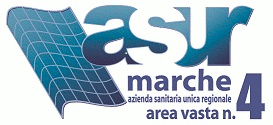 asur
marche
azienda sanitaria unica regionale
area vasta n.4